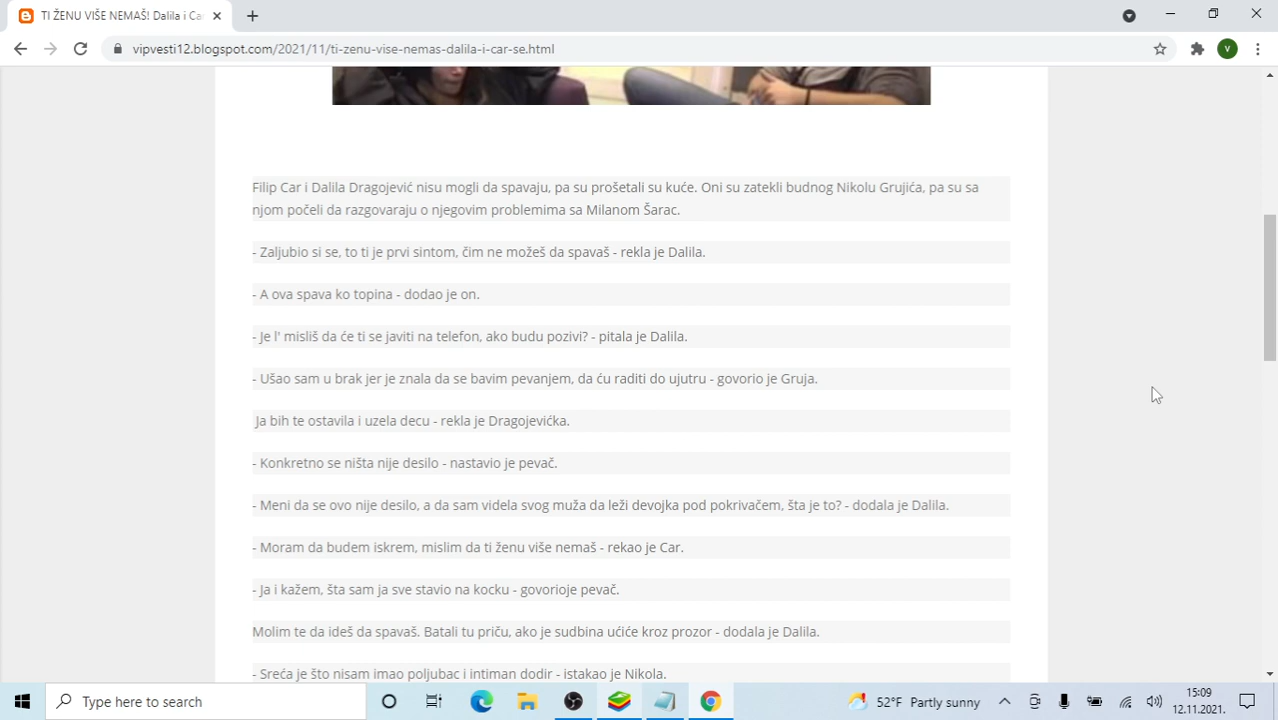 TI ŽENU VIŠE NEMAŠ! Dalila i Ca
vipvesti12.blogspot.com/2021/11/ti-zenu-vise-nemas-dalila-i-car-se.html
V
Filip Car i Dalila Dragojević nisu mogli da spavaju, pa su prošetali su kuće. Oni su zatekli budnog Nikolu Grujića, pa su sa
njom počeli da razgovaraju o njegovim problemima sa Milanom Šarac.
- Zaljubio si se, to ti je prvi sintom, čim ne možeš da spavaš - rekla je Dalila.
- A ova spava ko topina - dodao je on.
- Je l' misliš da će ti se javiti na telefon, ako budu pozivi? - pitala je Dalila.
- Ušao sam u brak jer je znala da se bavim pevanjem, da ću raditi do ujutru - govorio je Gruja.
Ja bih te ostavila i uzela decu - rekla je Dragojevićka.
- Konkretno se ništa nije desilo - nastavio je pevač.
- Meni da se ovo nije desilo, a da sam videla svog muža da leži devojka pod pokrivačem, šta je to? - dodala je Dalila.
- Moram da budem iskrem, mislim da ti ženu više nemaš - rekao je Car.
- Ja i kažem, šta sam ja sve stavio na kocku - govorioje pevač.
Molim te da ideš da spavaš. Batali tu priču, ako je sudbina ućiće kroz prozor - dodala je Dalila.
- Sreća je što nisam imao poljubac i intiman dodir - istakao je Nikola.
Type here to search
52°F Partly sunny
15:09
12.11.2021.